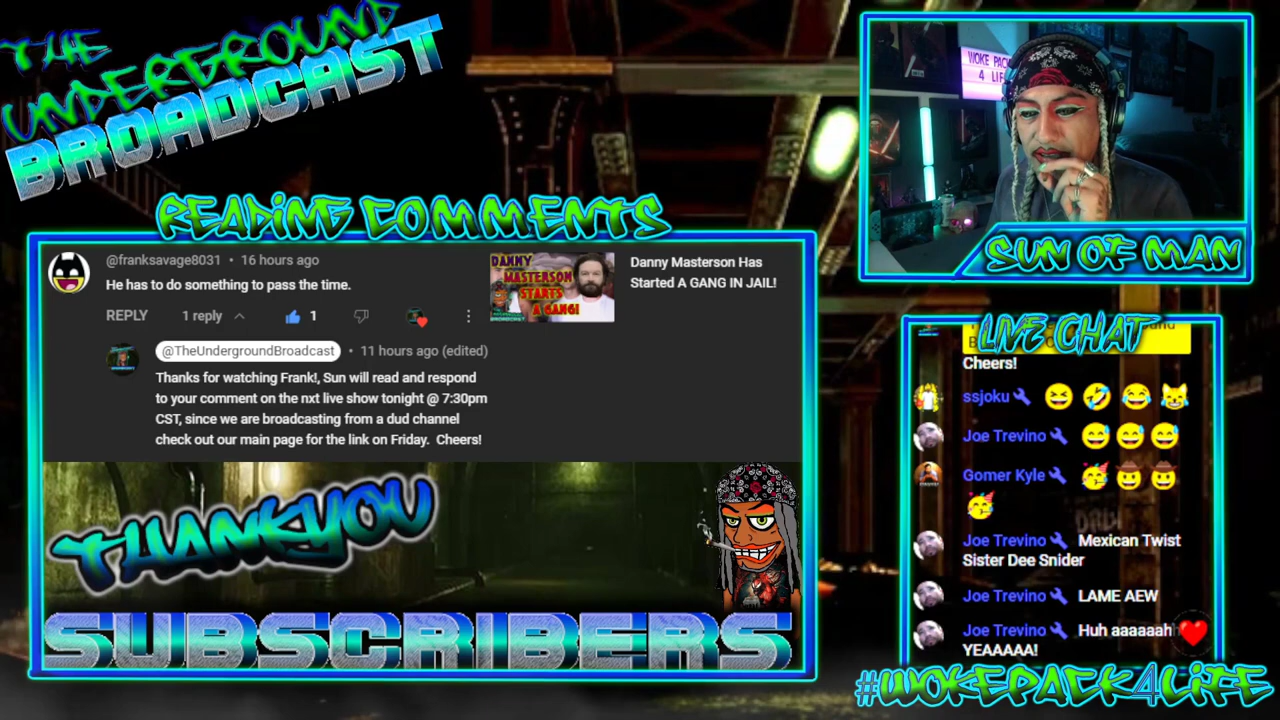 THE
UNDERGROUND
BROADCAST
WOKE PAC
4 LIF
SUN OF MAN
READING COMMENTS
@franksavage8031 • 16 hours ago
He has to do something to pass the time.
REPLY 1 reply 1
DANNY
MASTERSON
STARTS
A GANG!
Danny Masterson Has
Started A GANG IN JAIL!
@TheUndergroundBroadcast • 11 hours ago (edited)
Thanks for watching Frank!, Sun will read and respond
to your comment on the nxt live show tonight @ 7:30pm
CST, since we are broadcasting from a dud channel
check out our main page for the link on Friday. Cheers!
THANKYOU
SUBSCRIBERS
LIVE CHAT
Cheers!
ssjoku 😆 🤣 😂 😹
Joe Trevino 😅 😅 😅
Gomer Kyle 🥳 🤠 🤠
🥳
Joe Trevino Mexican Twist
Sister Dee Snider
Joe Trevino LAME AEW
Joe Trevino Huh aaaaaahh
YEAAAAA!
#WOKEPACK4LIFE